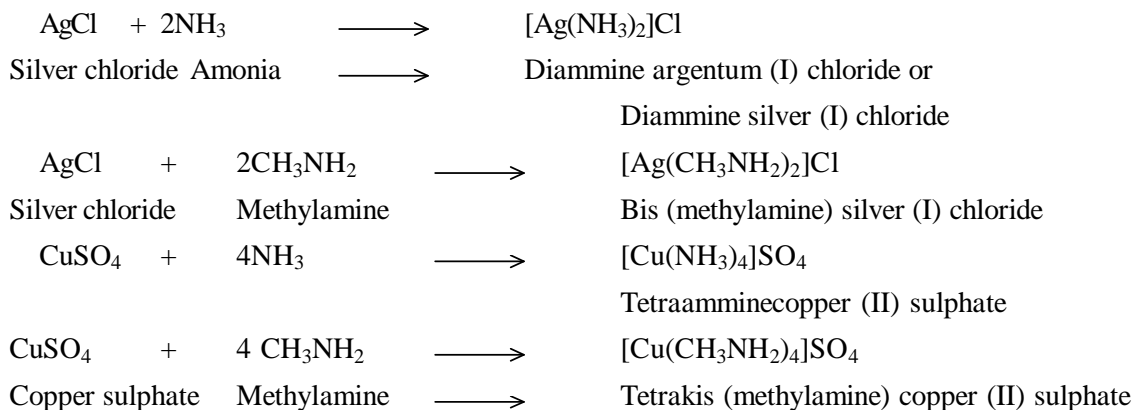 AgCl + 2NH₃ ⟶ [Ag(NH₃)₂]Cl
Silver chloride Amonia ⟶ Diammine argentum (I) chloride or
Diammine silver (I) chloride
AgCl + 2CH₃NH₂ ⟶ [Ag(CH₃NH₂)₂]Cl
Silver chloride Methylamine Bis (methylamine) silver (I) chloride
CuSO₄ + 4NH₃ ⟶ [Cu(NH₃)₄]SO₄
Tetraamminecopper (II) sulphate
CuSO₄ + 4 CH₃NH₂ ⟶ [Cu(CH₃NH₂)₄]SO₄
Copper sulphate Methylamine ⟶ Tetrakis (methylamine) copper (II) sulphate